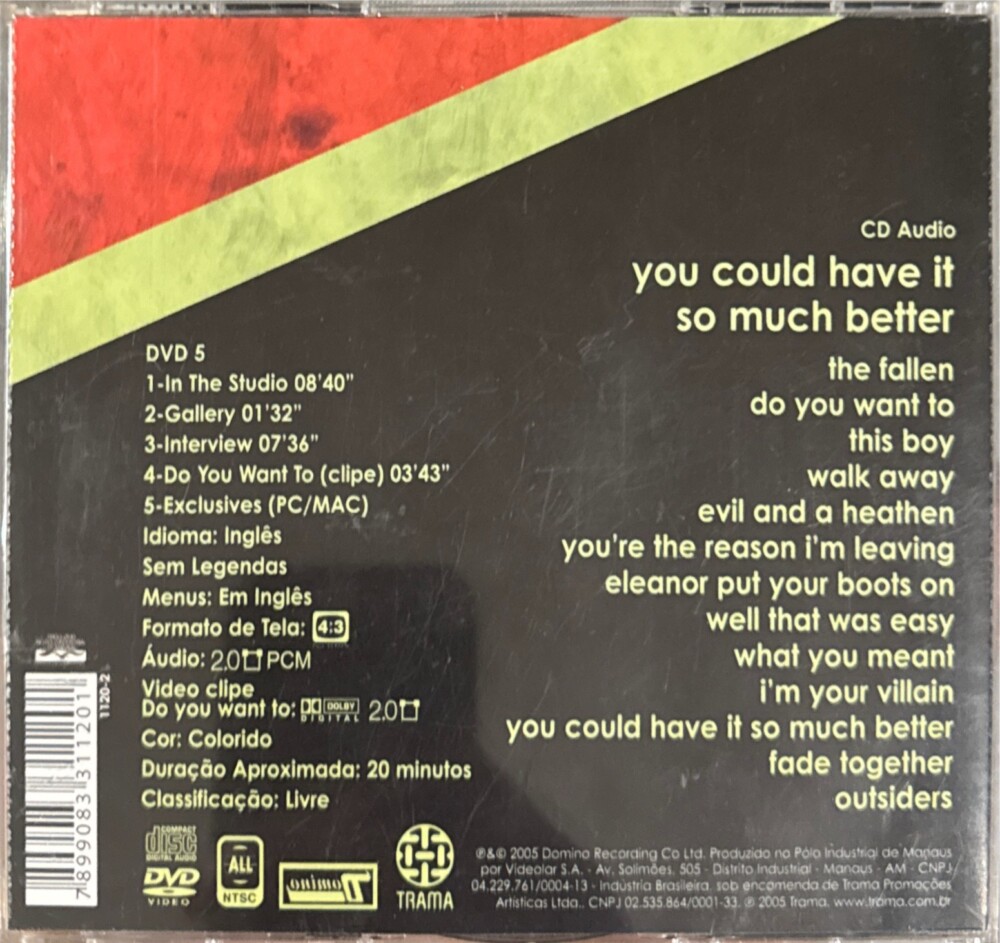 CD Audio
you could have it
so much better
the fallen
do you want to
this boy
walk away
evil and a heathen
you're the reason i'm leaving
eleanor put your boots on
well that was easy
what you meant
i'm your villain
you could have it so much better
fade together
outsiders
DVD 5
1-In The Studio 08'40"
2-Gallery 01'32"
3-Interview 07'36"
4-Do You Want To (clipe) 03'43"
5-Exclusives (PC/MAC)
Idioma: Inglês
Sem Legendas
Menus: Em Inglês
Formato de Tela: 4:3
Áudio: 2.0 PCM
Video clipe
Do you want to: DOLBY DIGITAL 2.0
Cor: Colorido
Duração Aproximada: 20 minutos
Classificação: Livre
1120-2
7 899083 311201
COMPACT
disc
DIGITAL AUDIO
DVD
VIDEO
ALL
NTSC
TRAMA
℗&© 2005 Domino Recording Co Ltd. Produzido no Pólo Industrial de Manaus
por Videolar S.A. - Av. Solimões, 505 - Distrito Industrial - Manaus - AM - CNPJ
04.229.761/0004-13 - Indústria Brasileira, sob encomenda de Trama Promoções
Artísticas Ltda., CNPJ 02.535.864/0001-33. ℗ 2005 Trama. www.trama.com.br